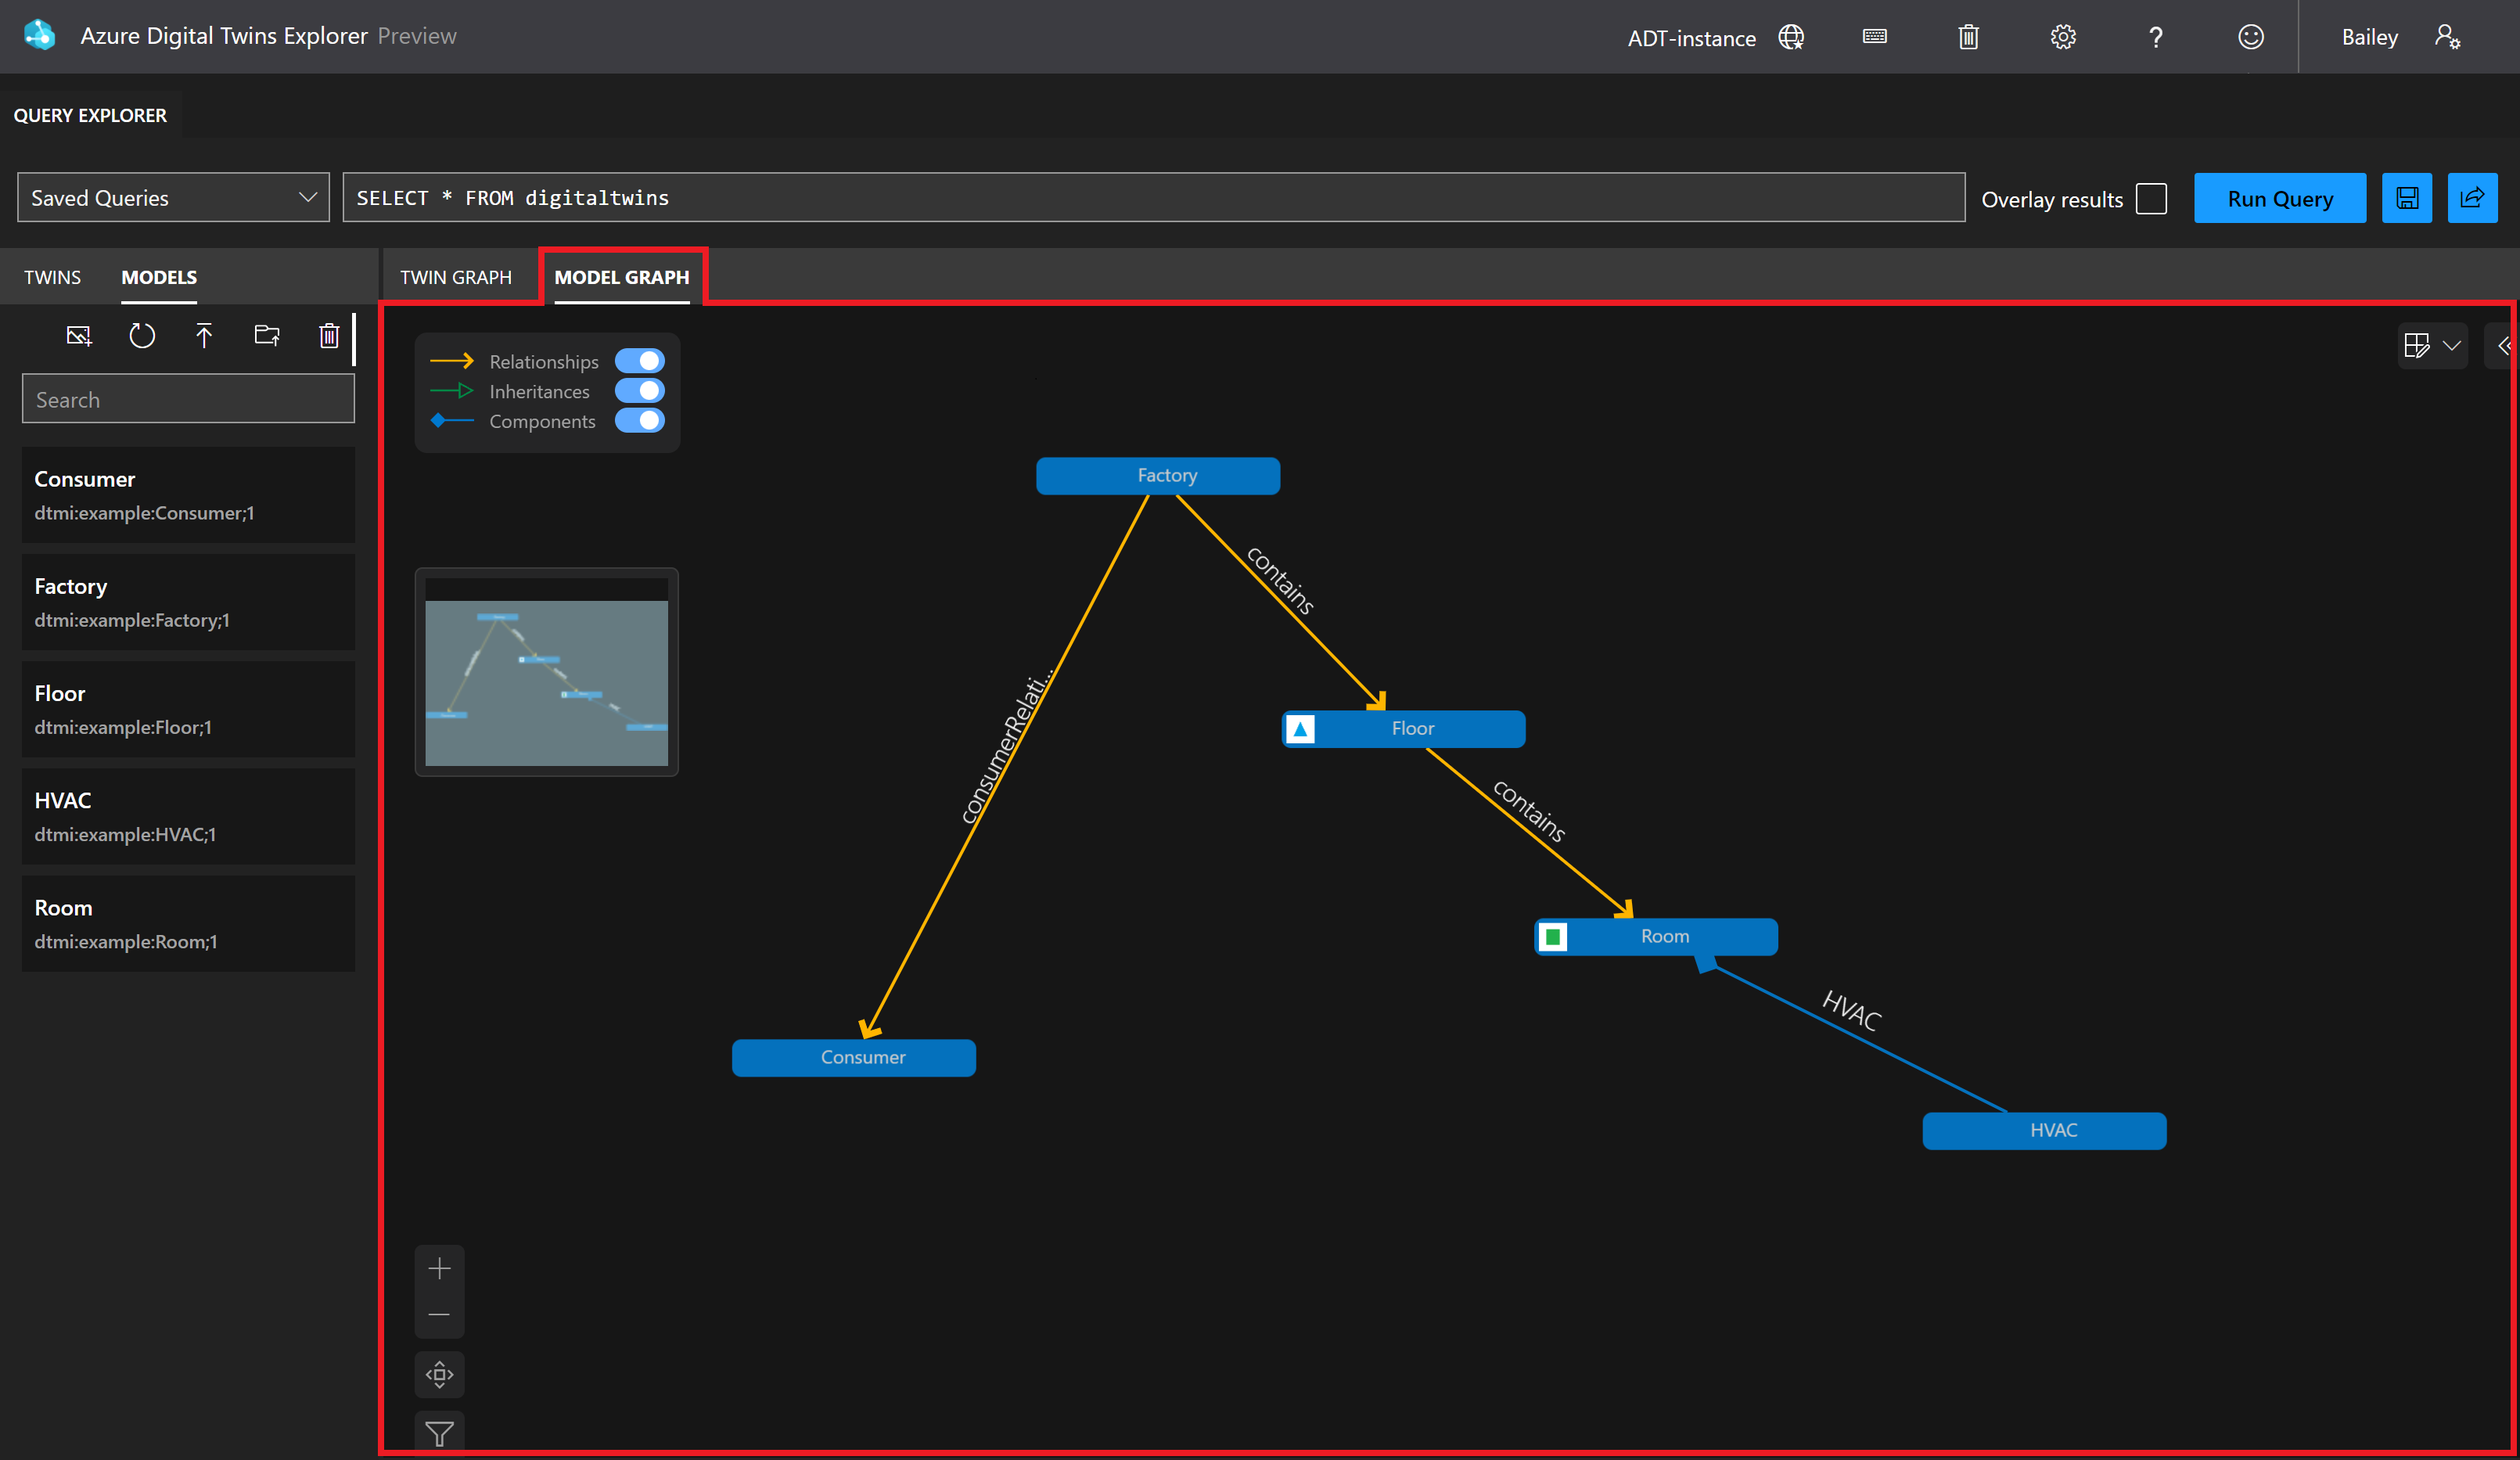 Azure Digital Twins Explorer Preview
ADT-instance
?
Bailey
QUERY EXPLORER
Saved Queries
SELECT * FROM digitaltwins
Overlay results
Run Query
TWINS
MODELS
TWIN GRAPH
MODEL GRAPH
Search
Consumer
dtmi:example:Consumer;1
Factory
dtmi:example:Factory;1
Floor
dtmi:example:Floor;1
HVAC
dtmi:example:HVAC;1
Room
dtmi:example:Room;1
Relationships
Inheritances
Components
Factory
contains
consumerRelati...
Floor
contains
Room
HVAC
Consumer
HVAC